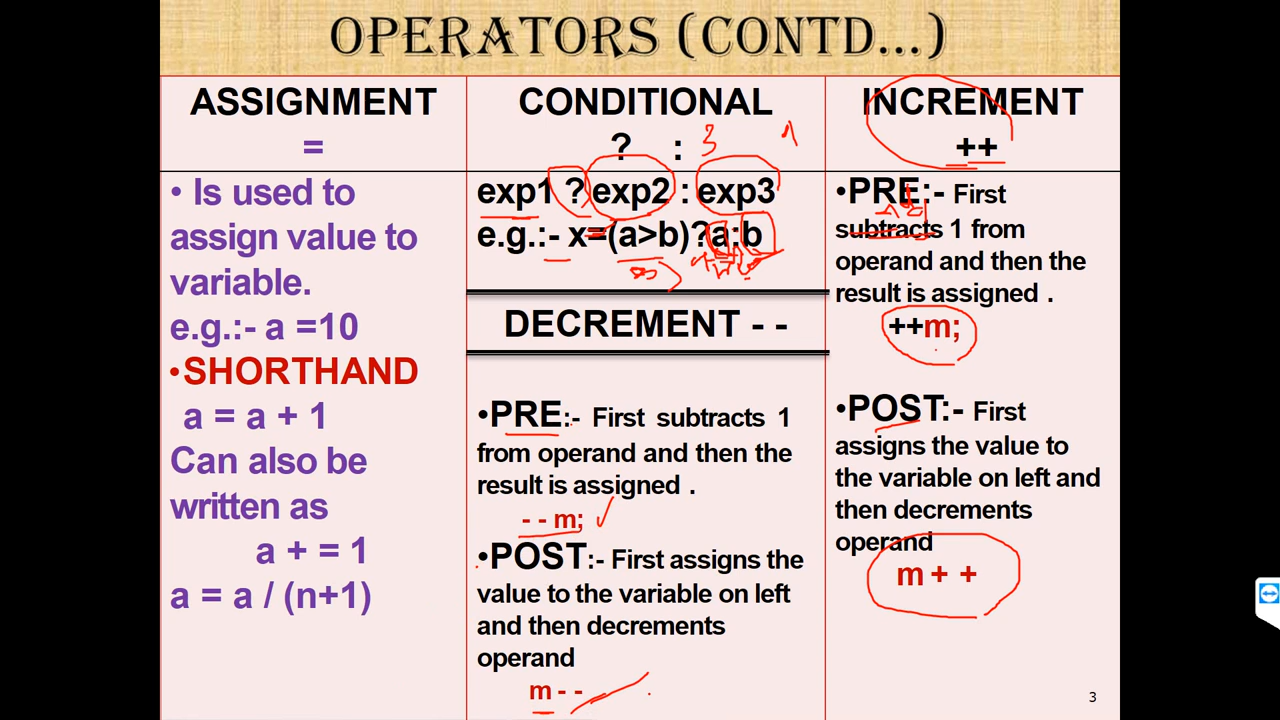 OPERATORS (CONTD...)
ASSIGNMENT
=
• Is used to
assign value to
variable.
e.g.:- a =10
•SHORTHAND
a = a + 1
Can also be
written as
a + = 1
a = a / (n+1)
CONDITIONAL
? :
3
exp1 ? exp2 : exp3
e.g.:- x=(a>b)?a:b
DECREMENT - -
•PRE:- First subtracts 1
from operand and then the
result is assigned .
- - m;
•POST:- First assigns the
value to the variable on left
and then decrements
operand
m - -
INCREMENT
++
•PRE:- First
subtracts 1 from
operand and then the
result is assigned .
++m;
•POST:- First
assigns the value to
the variable on left and
then decrements
operand
m + +
3